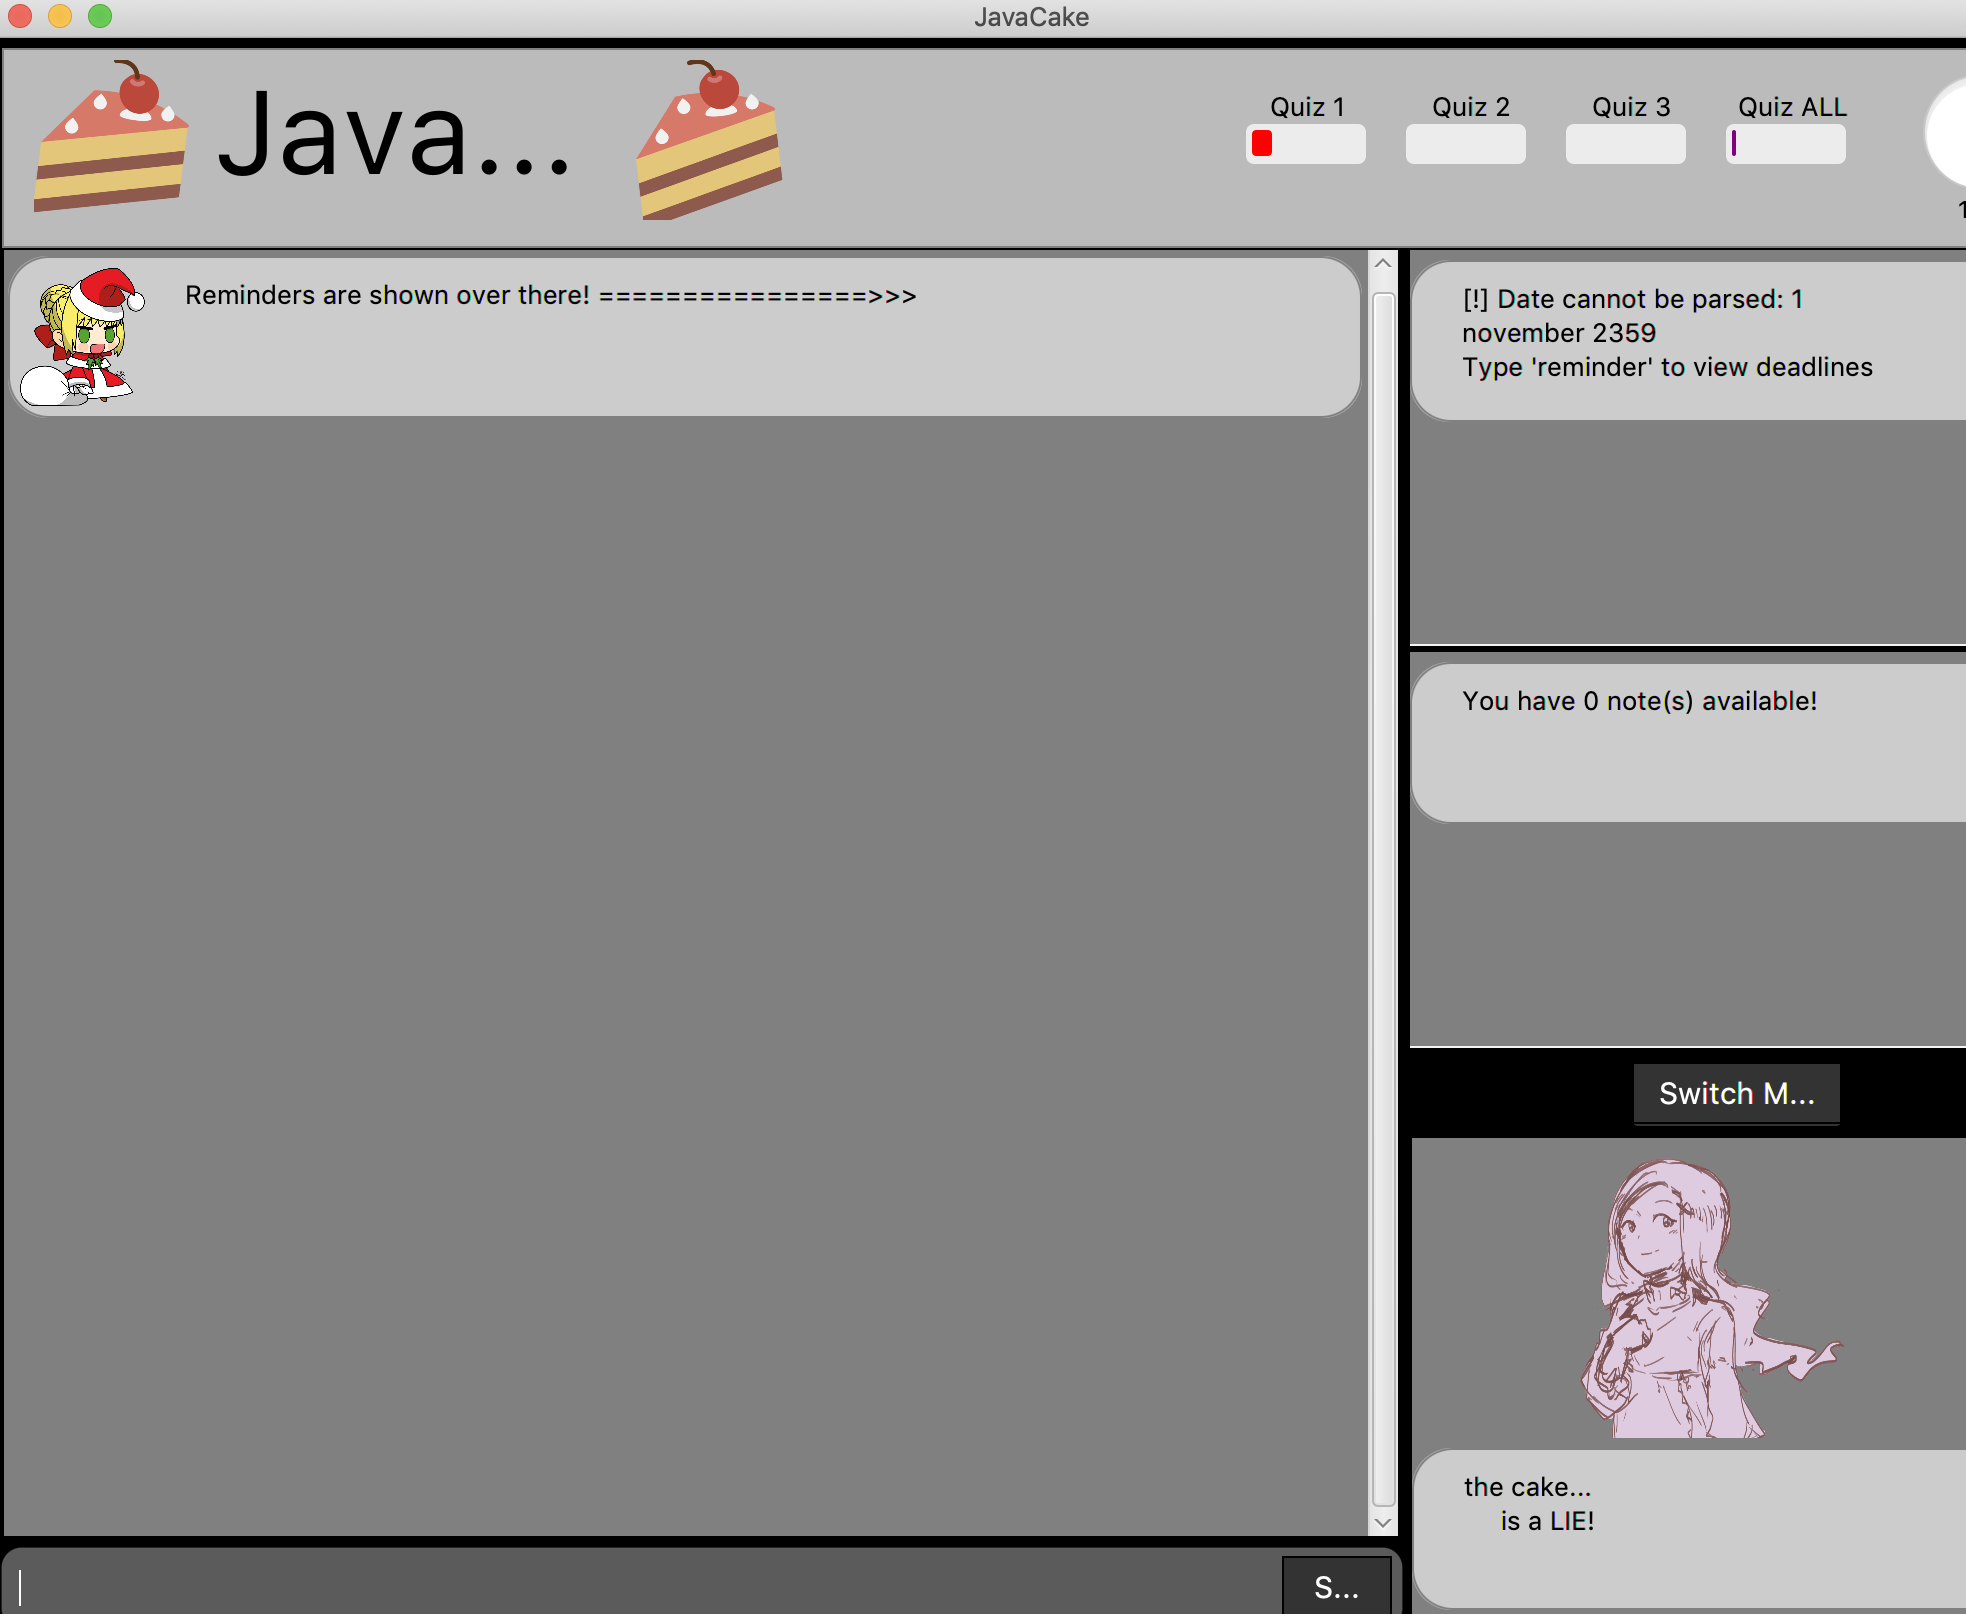 JavaCake
Java...
Quiz 1
Quiz 2
Quiz 3
Quiz ALL
1
Reminders are shown over there! ================>>>
[!] Date cannot be parsed: 1
november 2359
Type 'reminder' to view deadlines
You have 0 note(s) available!
Switch M...
the cake...
is a LIE!
S...